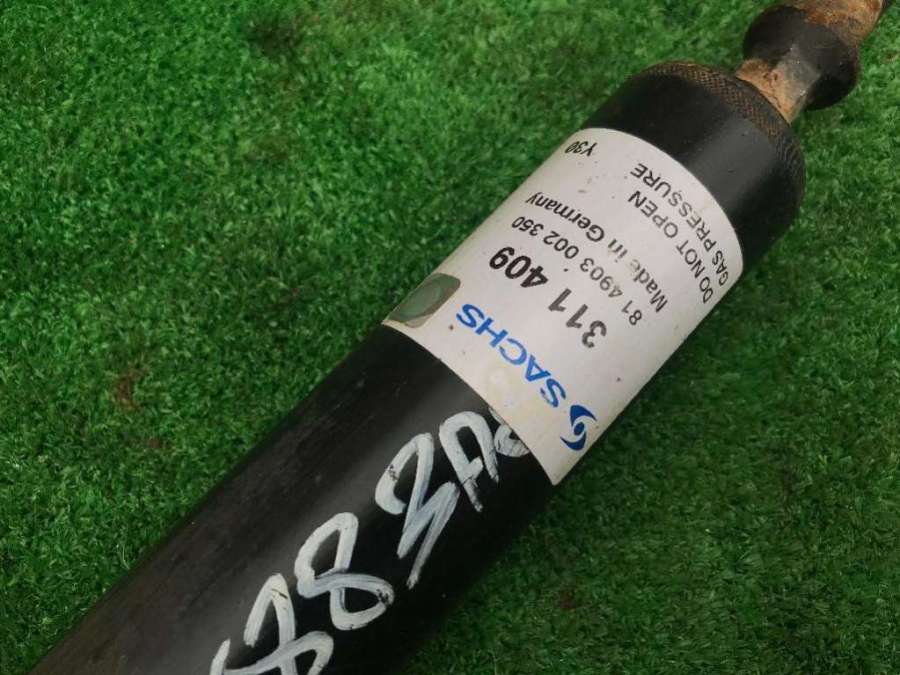 SACHS
311 409
81 4903 002 350
Made in Germany
DO NOT OPEN
GAS PRESSURE
Y30